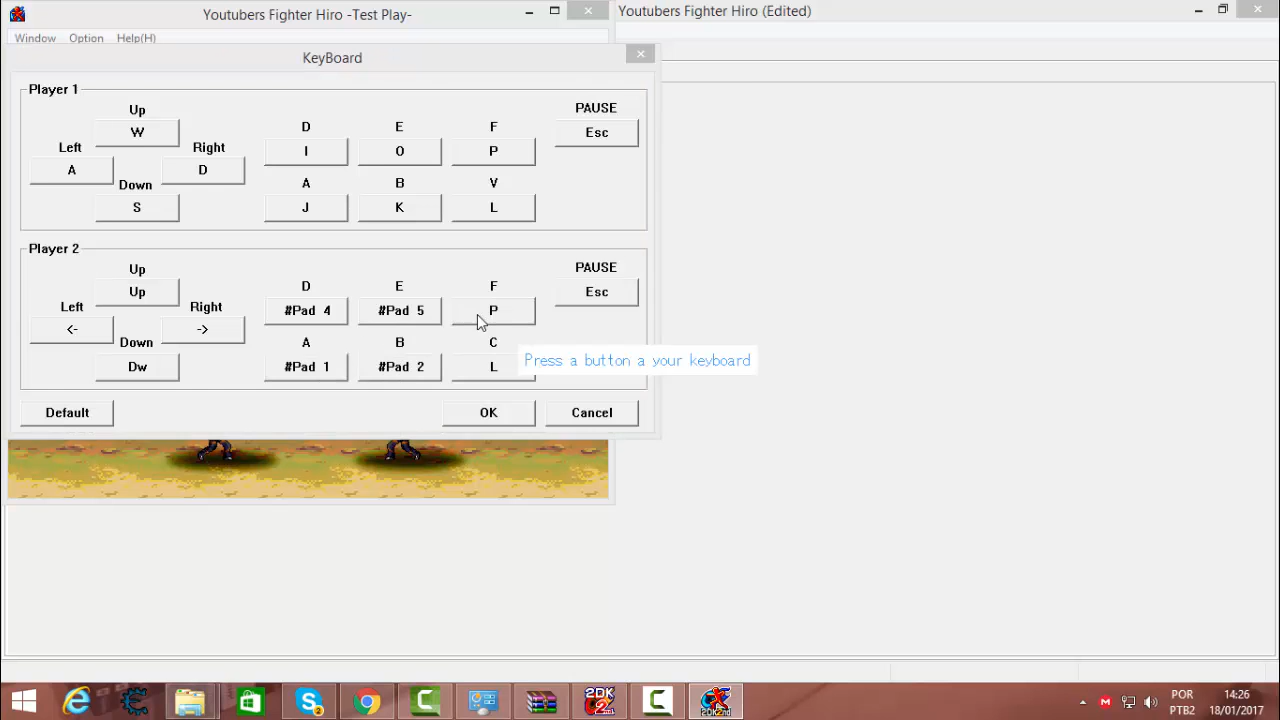 Youtubers Fighter Hiro -Test Play-
Youtubers Fighter Hiro (Edited)
Window Option Help(H)
KeyBoard
Player 1
Up
W
Left
A
Right
D
Down
S
D E F
I O P
A B V
J K L
PAUSE
Esc
Player 2
Up
Up
Left
<-
Right
->
Down
Dw
D E F
#Pad 4 #Pad 5 P
A B C
#Pad 1 #Pad 2 L
PAUSE
Esc
Press a button a your keyboard
Default OK Cancel
POR 14:26
PTB2 18/01/2017